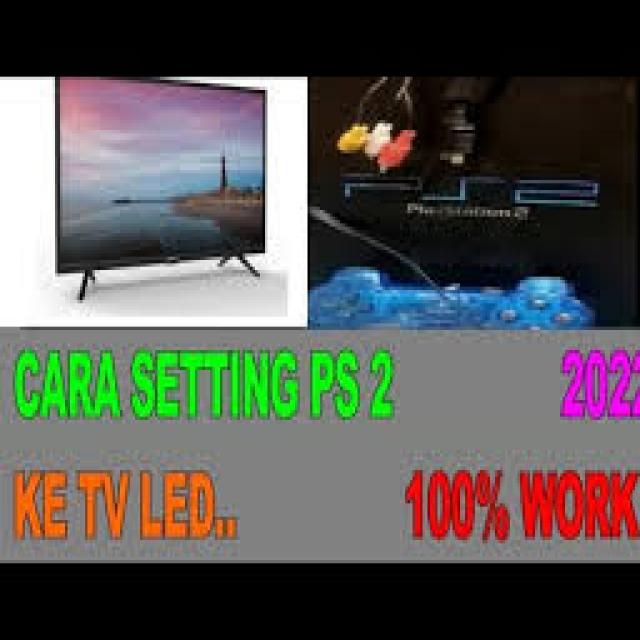 PlayStation 2
CARA SETTING PS 2
2022
KE TV LED..
100% WORK